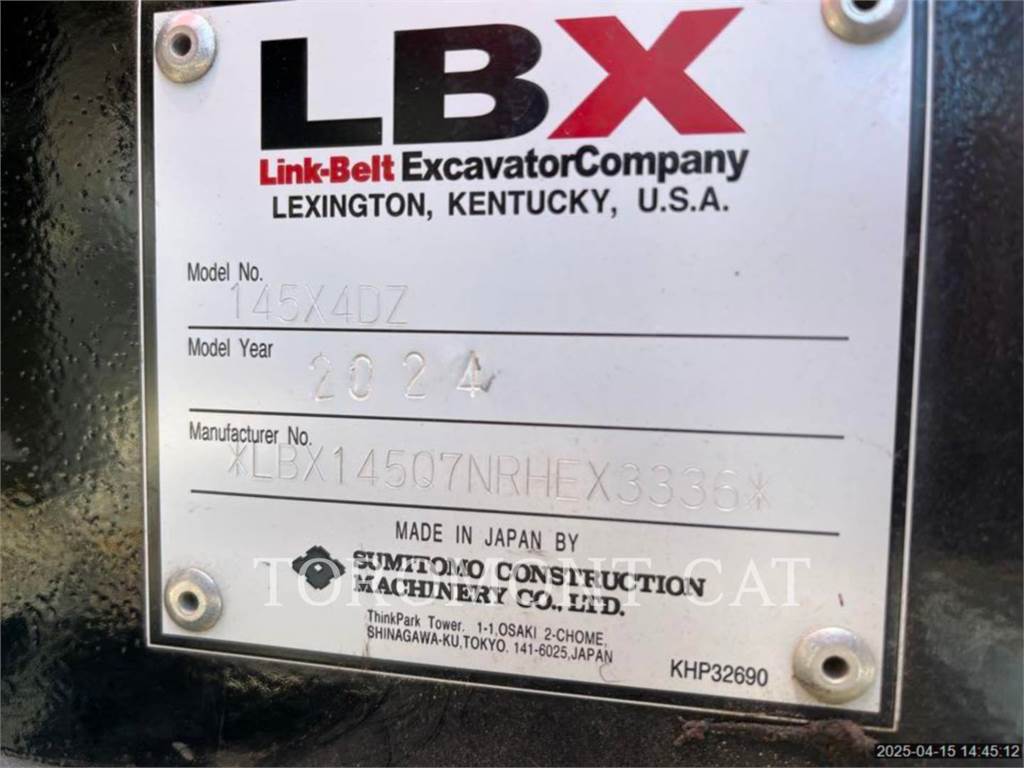 LBX
Link-Belt ExcavatorCompany
LEXINGTON, KENTUCKY, U.S.A.
Model No.
145X4DZ
Model Year
2024
Manufacturer No.
*LBX145Q7NRHEX3336*
MADE IN JAPAN BY
SUMITOMO CONSTRUCTION
MACHINERY CO., LTD.
TOROMONT CAT
ThinkPark Tower. 1-1,OSAKI 2-CHOME,
SHINAGAWA-KU,TOKYO. 141-6025,JAPAN
KHP32690
2025-04-15 14:45:12